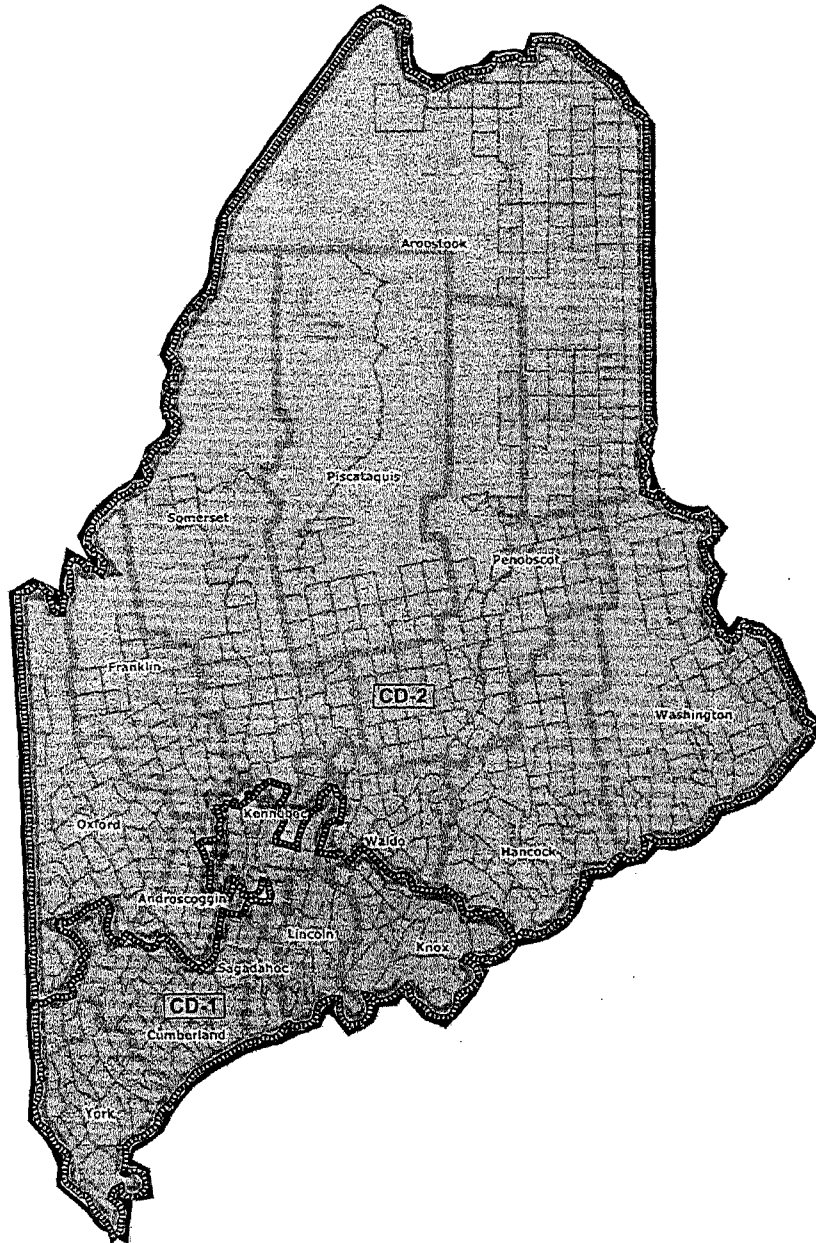 Aroostook
Piscataquis
Somerset
Penobscot
Franklin
CD-2
Washington
Kennebec
Oxford
Waldo
Hancock
Androscoggin
Lincoln
Knox
Sagadahoc
CD-1
Cumberland
York